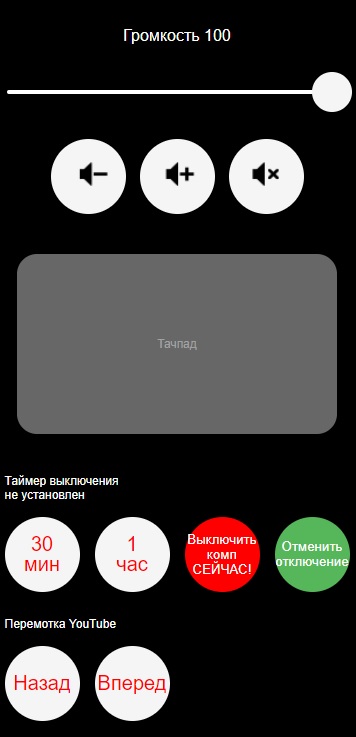 Громкость 100
Тачпад
Таймер выключения
не установлен
30
мин
1
час
Выключить
комп
СЕЙЧАС!
Отменить
отключение
Перемотка YouTube
Назад
Вперед